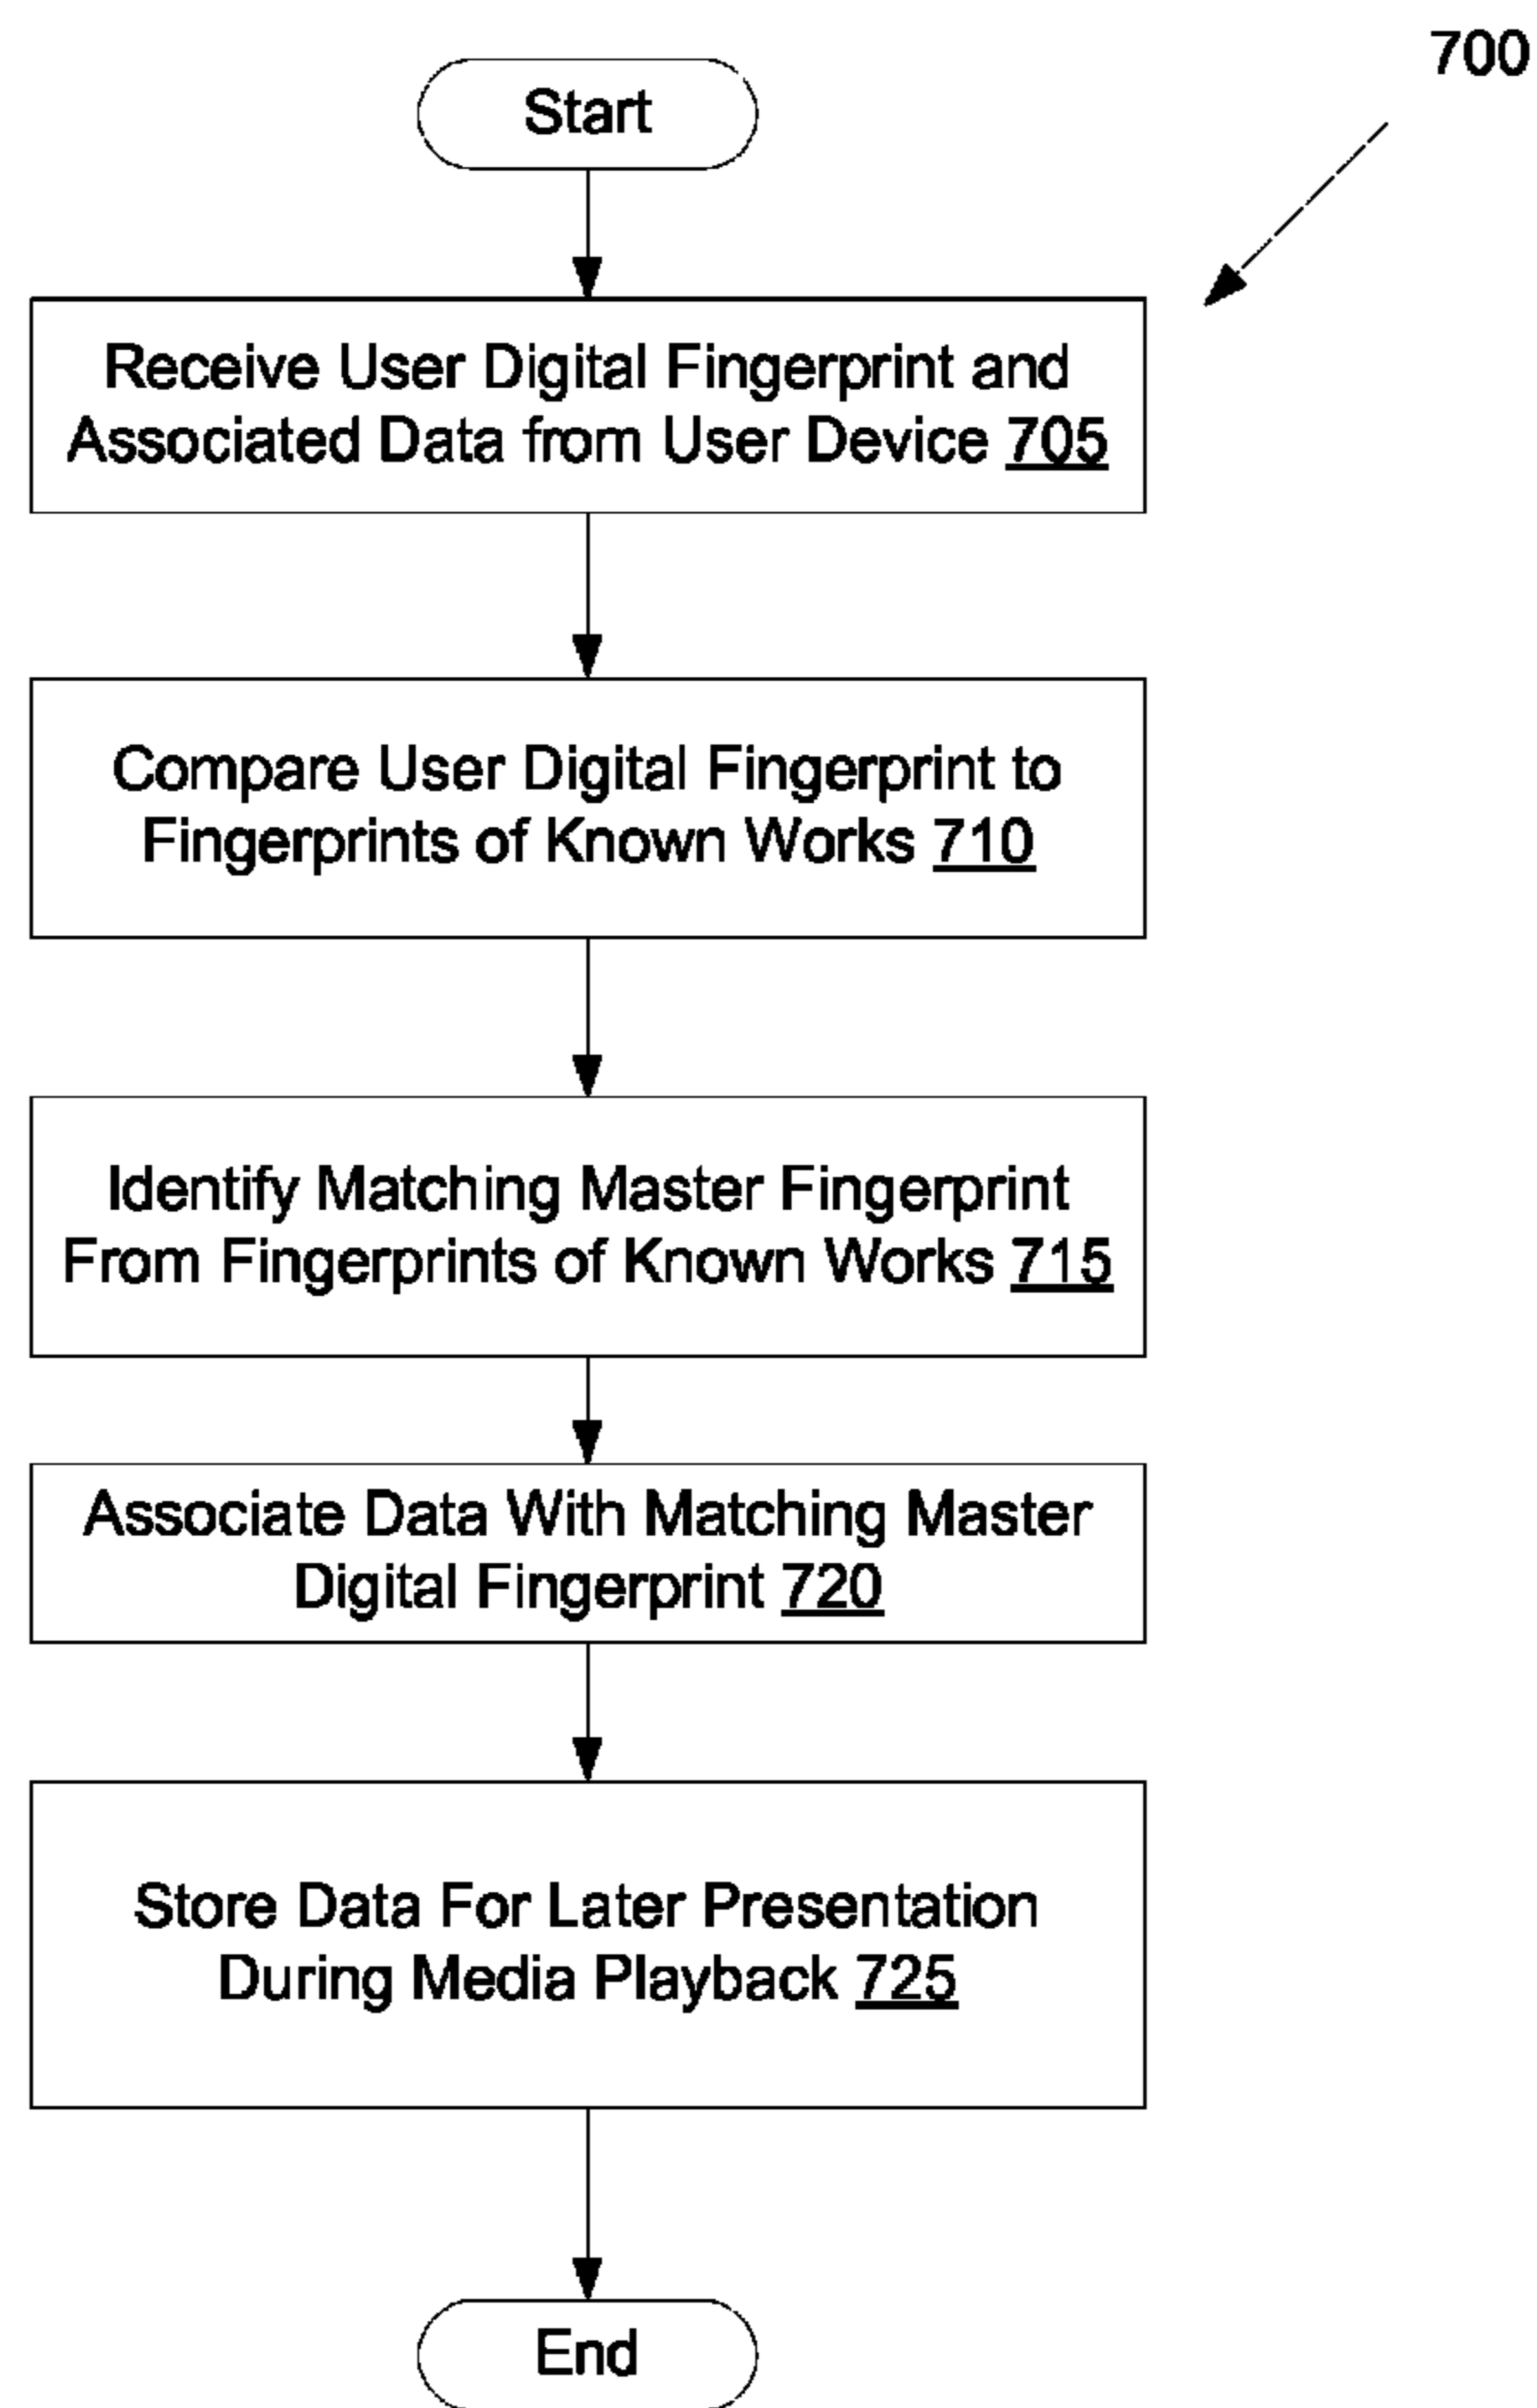 700
Start
Receive User Digital Fingerprint and
Associated Data from User Device 705
Compare User Digital Fingerprint to
Fingerprints of Known Works 710
Identify Matching Master Fingerprint
From Fingerprints of Known Works 715
Associate Data With Matching Master
Digital Fingerprint 720
Store Data For Later Presentation
During Media Playback 725
End